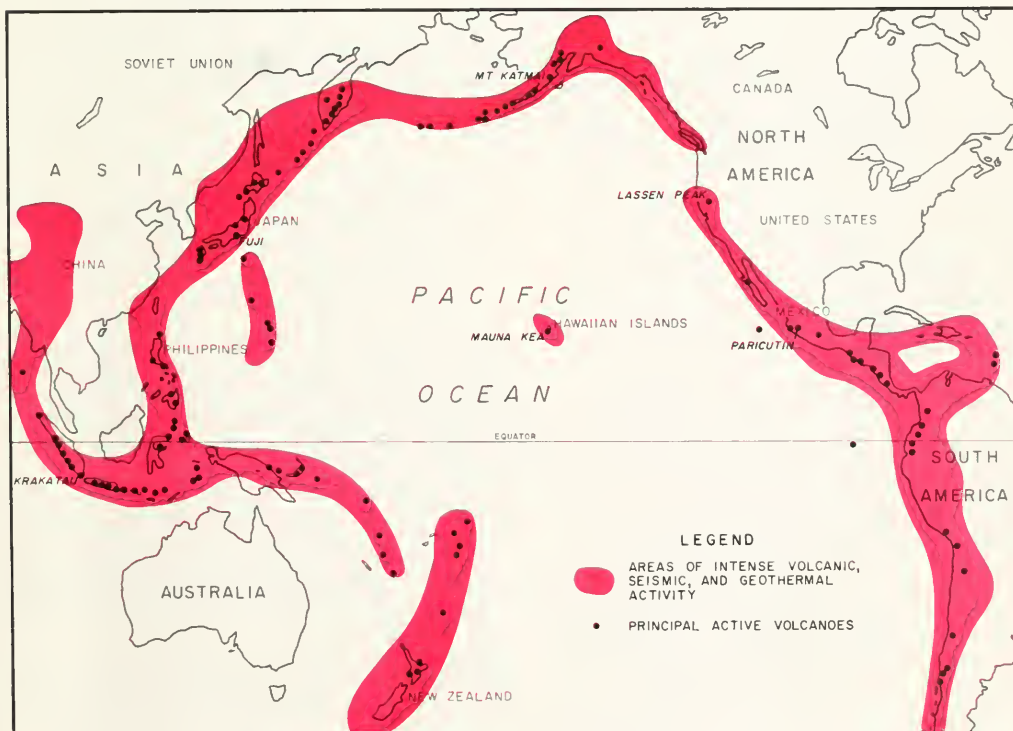 SOVIET UNION
MT KATMAI
CANADA
NORTH
AMERICA
ASIA
LASSEN PEAK
UNITED STATES
JAPAN
FUJI
CHINA
PACIFIC
HAWAIIAN ISLANDS
MEXICO
MAUNA KEA
PARICUTIN
PHILIPPINES
OCEAN
EQUATOR
SOUTH
KRAKATAU
AMERICA
LEGEND
AREAS OF INTENSE VOLCANIC,
SEISMIC, AND GEOTHERMAL
ACTIVITY
AUSTRALIA
PRINCIPAL ACTIVE VOLCANOES
NEW ZEALAND